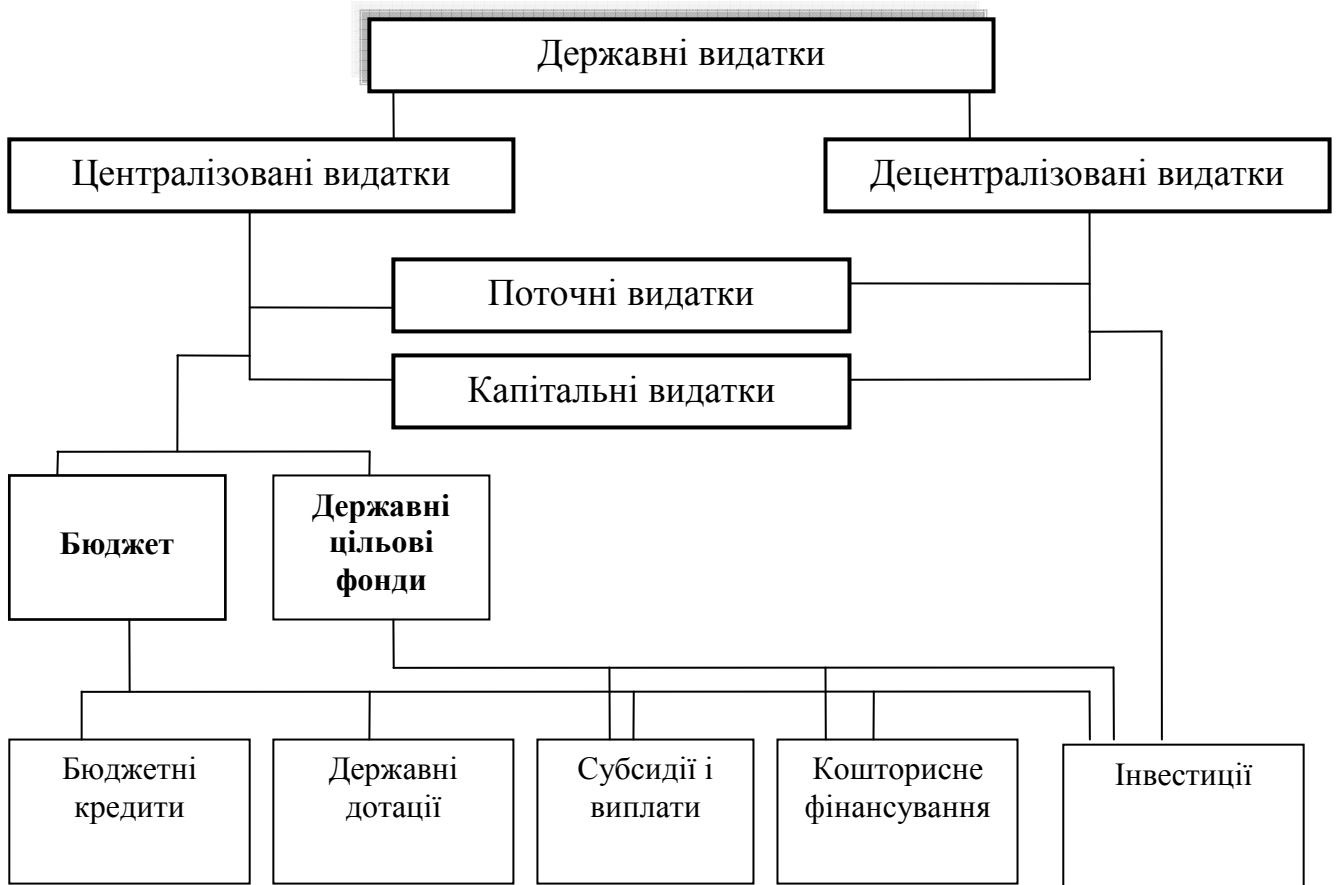 Державні видатки
Централізовані видатки
Децентралізовані видатки
Поточні видатки
Капітальні видатки
Бюджет
Державні
цільові
фонди
Бюджетні
кредити
Державні
дотації
Субсидії і
виплати
Кошторисне
фінансування
Інвестиції